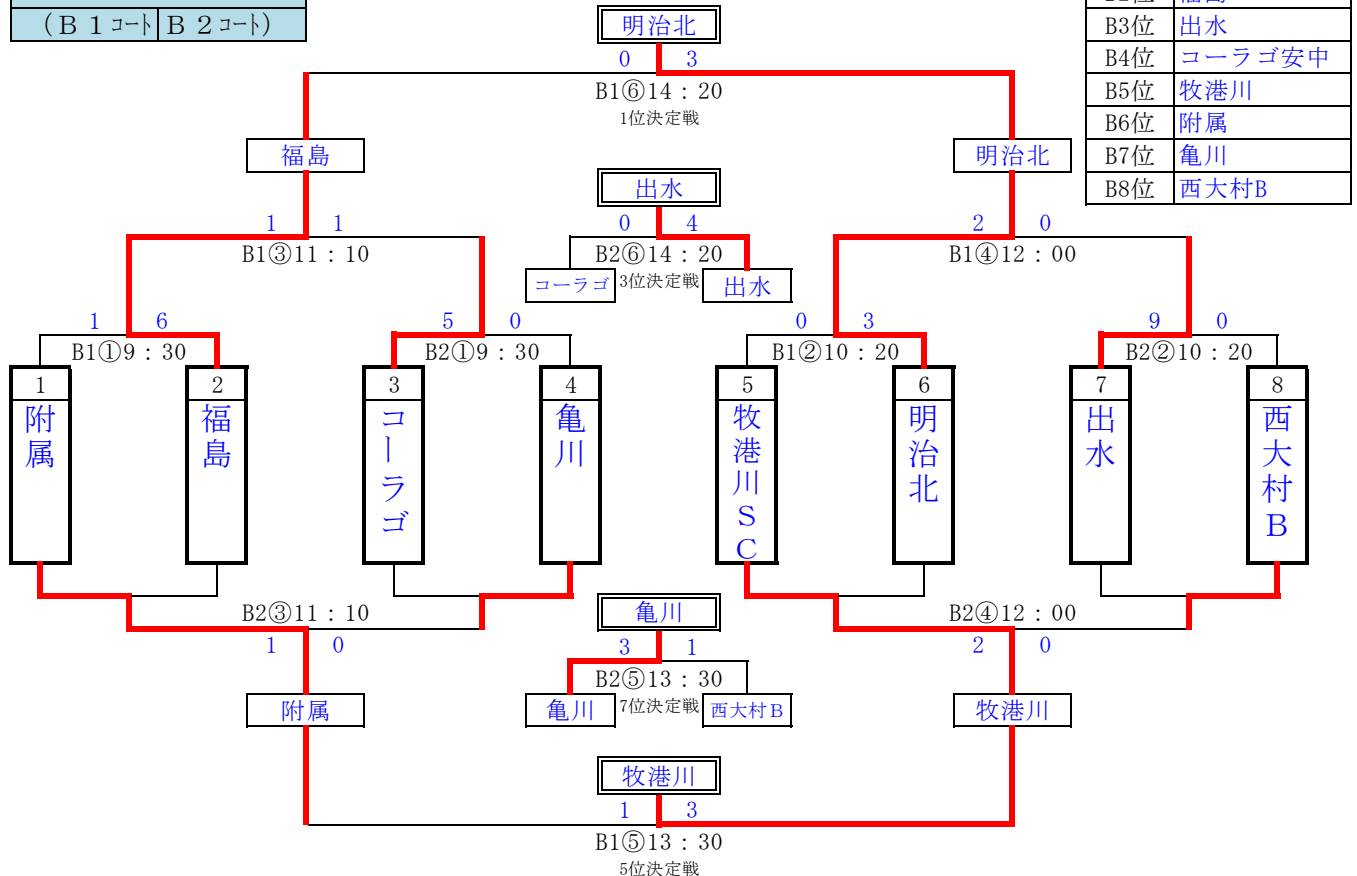 (Ｂ１コート Ｂ２コート)
明治北
0 3
B1⑥14：20
1位決定戦
B3位 出水
B4位 コーラゴ安中
B5位 牧港川
B6位 附属
B7位 亀川
B8位 西大村B
福島
明治北
出水
1 1
B1③11：10
0 4
B2⑥14：20
2 0
B1④12：00
コーラゴ 3位決定戦 出水
1 6
B1①9：30
5 0
B2①9：30
0 3
B1②10：20
9 0
B2②10：20
1 2 3 4 5 6 7 8
附属
福島
コーラゴ
亀川
牧港川ＳＣ
明治北
出水
西大村Ｂ
B2③11：10
1 0
亀川
3 1
B2⑤13：30
B2④12：00
2 0
附属
亀川 7位決定戦 西大村Ｂ
牧港川
牧港川
1 3
B1⑤13：30
5位決定戦